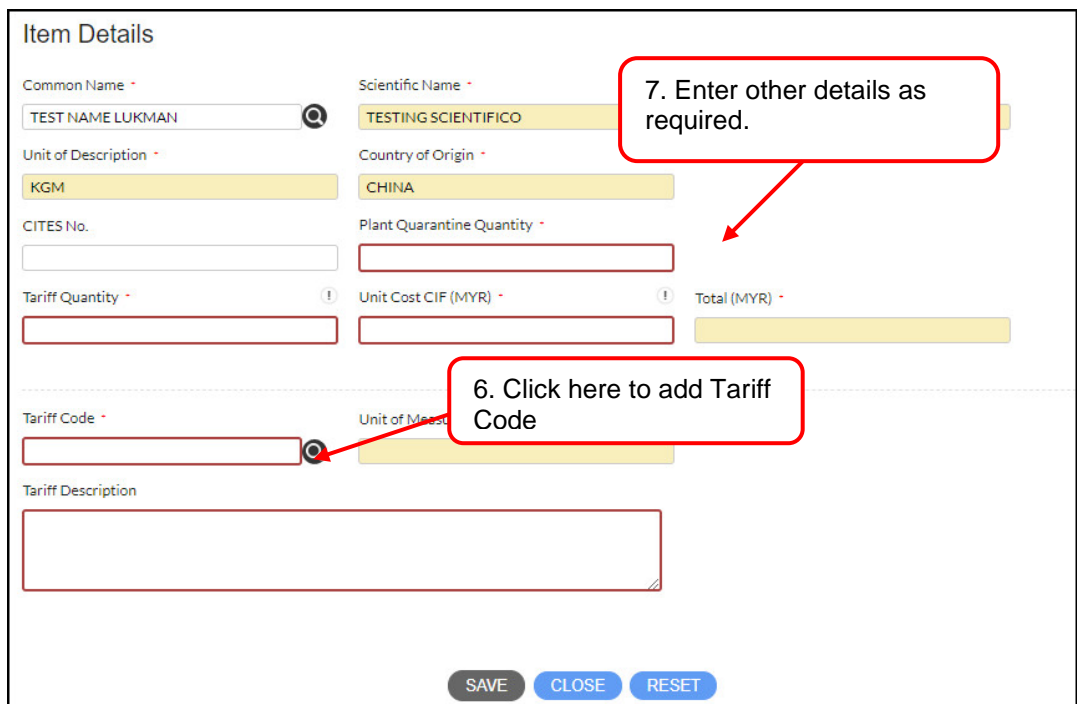 Item Details
Common Name *
Scientific Name *
7. Enter other details as
required.
TEST NAME LUKMAN
TESTING SCIENTIFICO
Unit of Description *
Country of Origin *
KGM
CHINA
CITES No.
Plant Quarantine Quantity *
Tariff Quantity *
!
Unit Cost CIF (MYR) *
!
Total (MYR) *
6. Click here to add Tariff
Code
Tariff Code *
Unit of Measu
Tariff Description
SAVE
CLOSE
RESET